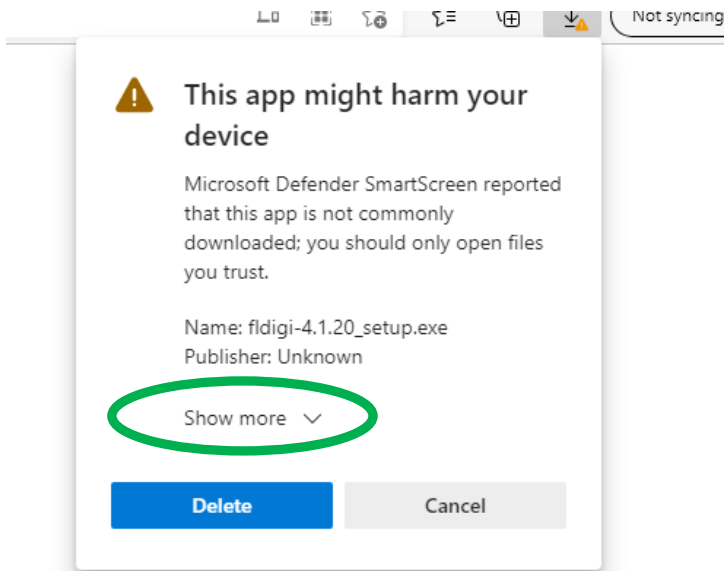 Not syncing
This app might harm your
device
Microsoft Defender SmartScreen reported
that this app is not commonly
downloaded; you should only open files
you trust.
Name: fldigi-4.1.20_setup.exe
Publisher: Unknown
Show more
Delete Cancel